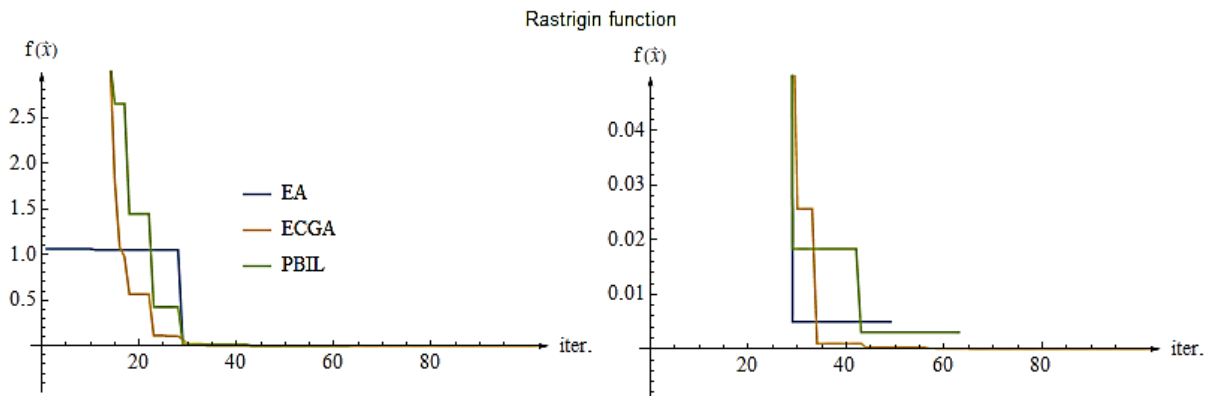 Rastrigin function
f(x̂)
2.5
2.0
1.5
1.0
0.5
20
40
60
80
iter.
EA
ECGA
PBIL
f(x̂)
0.04
0.03
0.02
0.01
20
40
60
80
iter.